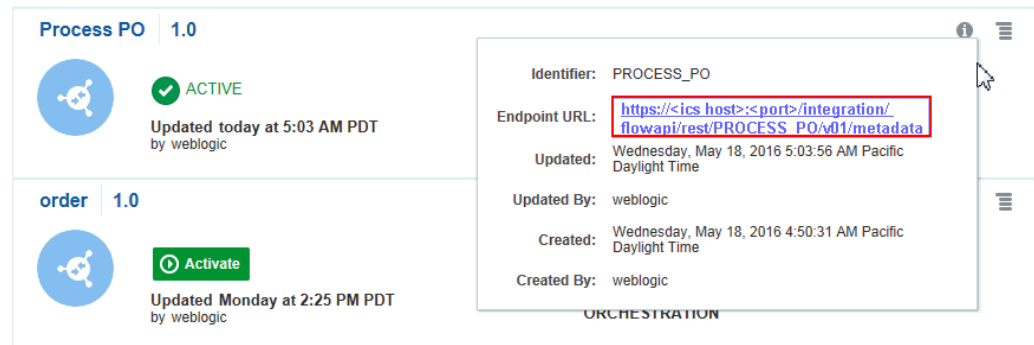 Process PO 1.0
ACTIVE
Updated today at 5:03 AM PDT
by weblogic
Identifier: PROCESS_PO
Endpoint URL: https://<ics host>:<port>/integration/
flowapi/rest/PROCESS_PO/v01/metadata
Updated: Wednesday, May 18, 2016 5:03:56 AM Pacific
Daylight Time
Updated By: weblogic
Created: Wednesday, May 18, 2016 4:50:31 AM Pacific
Daylight Time
Created By: weblogic
order 1.0
Activate
Updated Monday at 2:25 PM PDT
by weblogic
ORCHESTRATION